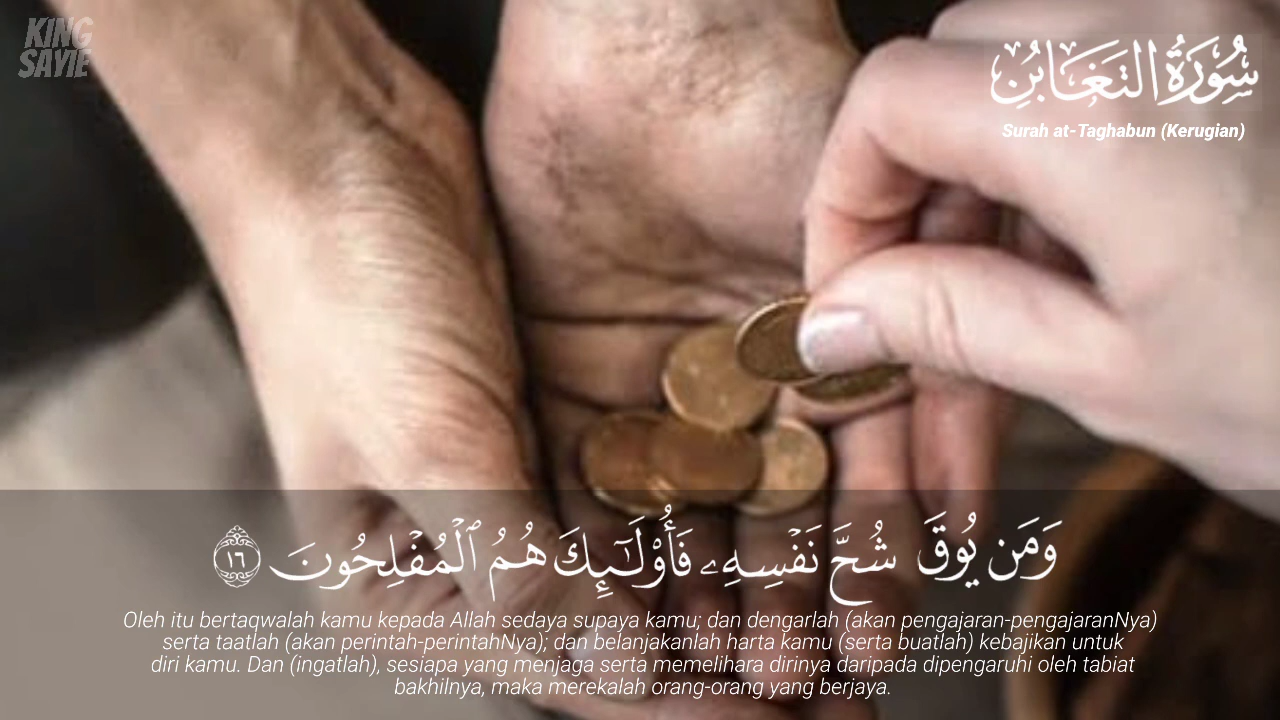 KING
SAYIE
سُورَةُ التَّغَابُنِ
Surah at-Taghabun (Kerugian)
وَمَن يُوقَ شُحَّ نَفْسِهِۦ فَأُو۟لَـٰٓئِكَ هُمُ ٱلْمُفْلِحُونَ ١٦
Oleh itu bertaqwalah kamu kepada Allah sedaya supaya kamu; dan dengarlah (akan pengajaran-pengajaranNya)
serta taatlah (akan perintah-perintahNya); dan belanjakanlah harta kamu (serta buatlah) kebajikan untuk
diri kamu. Dan (ingatlah), sesiapa yang menjaga serta memelihara dirinya daripada dipengaruhi oleh tabiat
bakhilnya, maka merekalah orang-orang yang berjaya.